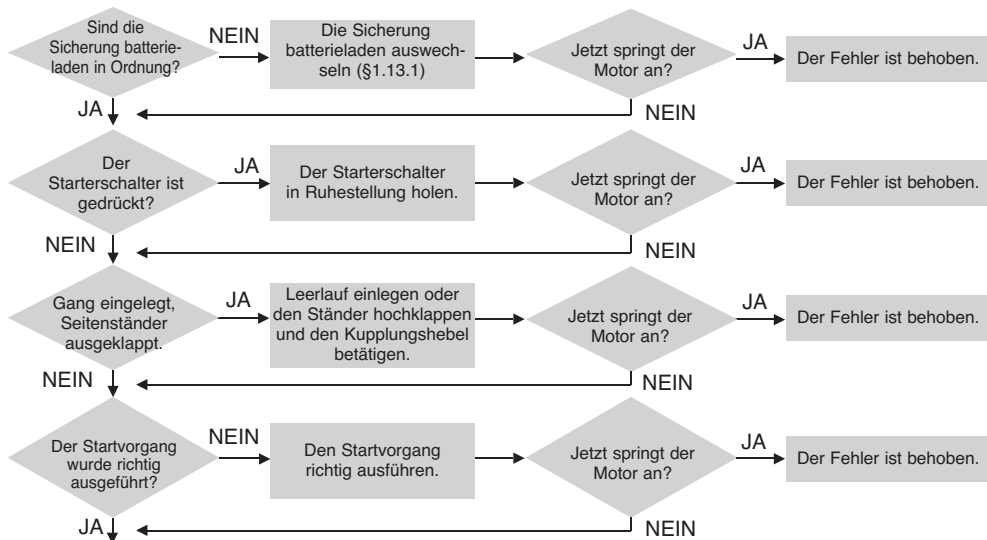 Sind die
Sicherung batterie-
laden in Ordnung?
NEIN
Die Sicherung
batterieladen auswech-
seln (§1.13.1)
Jetzt springt der
Motor an?
JA
Der Fehler ist behoben.
JA
NEIN
Der
Starterschalter ist
gedrückt?
JA
Der Starterschalter
in Ruhestellung holen.
Jetzt springt der
Motor an?
JA
Der Fehler ist behoben.
NEIN
NEIN
Gang eingelegt,
Seitenständer
ausgeklappt.
JA
Leerlauf einlegen oder
den Ständer hochklappen
und den Kupplungshebel
betätigen.
Jetzt springt der
Motor an?
JA
Der Fehler ist behoben.
NEIN
NEIN
Der Startvorgang
wurde richtig
ausgeführt?
NEIN
Den Startvorgang
richtig ausführen.
Jetzt springt der
Motor an?
JA
Der Fehler ist behoben.
JA
NEIN